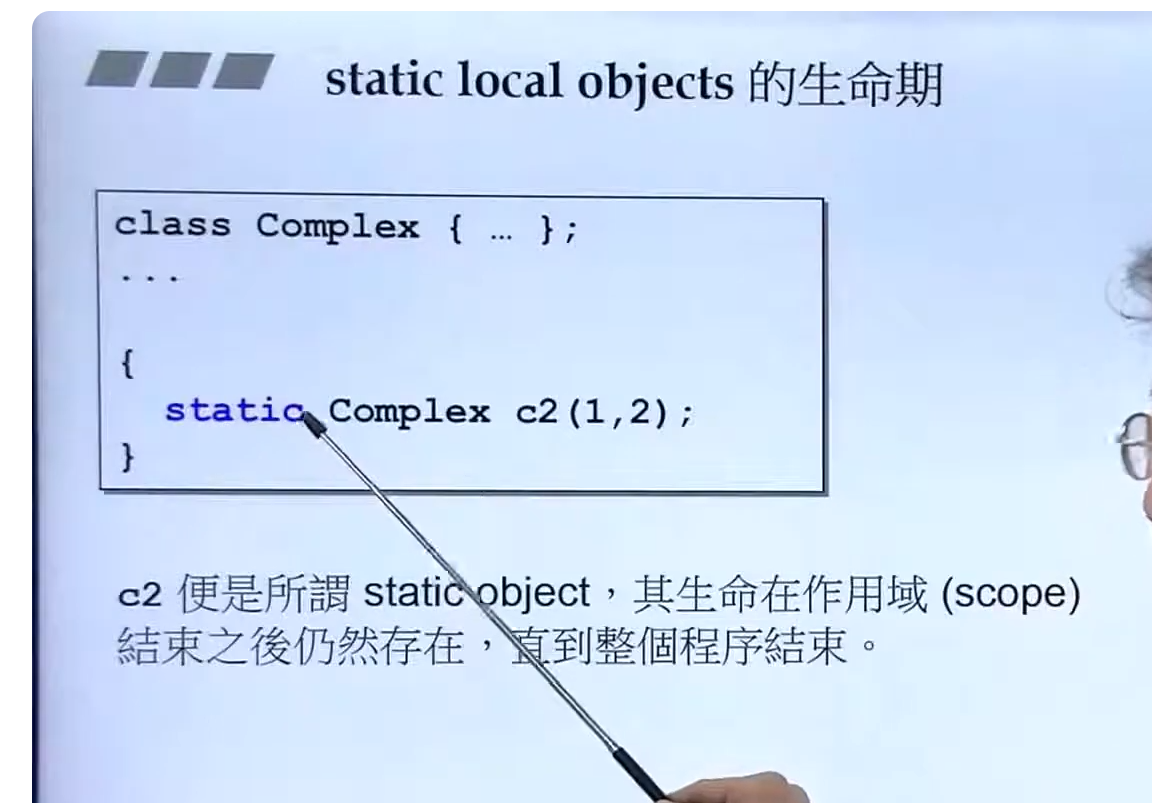 static local objects 的生命期
class Complex { … };
...
{
static Complex c2(1,2);
}
c2 便是所謂 static object，其生命在作用域 (scope)
結束之後仍然存在，直到整個程序結束。